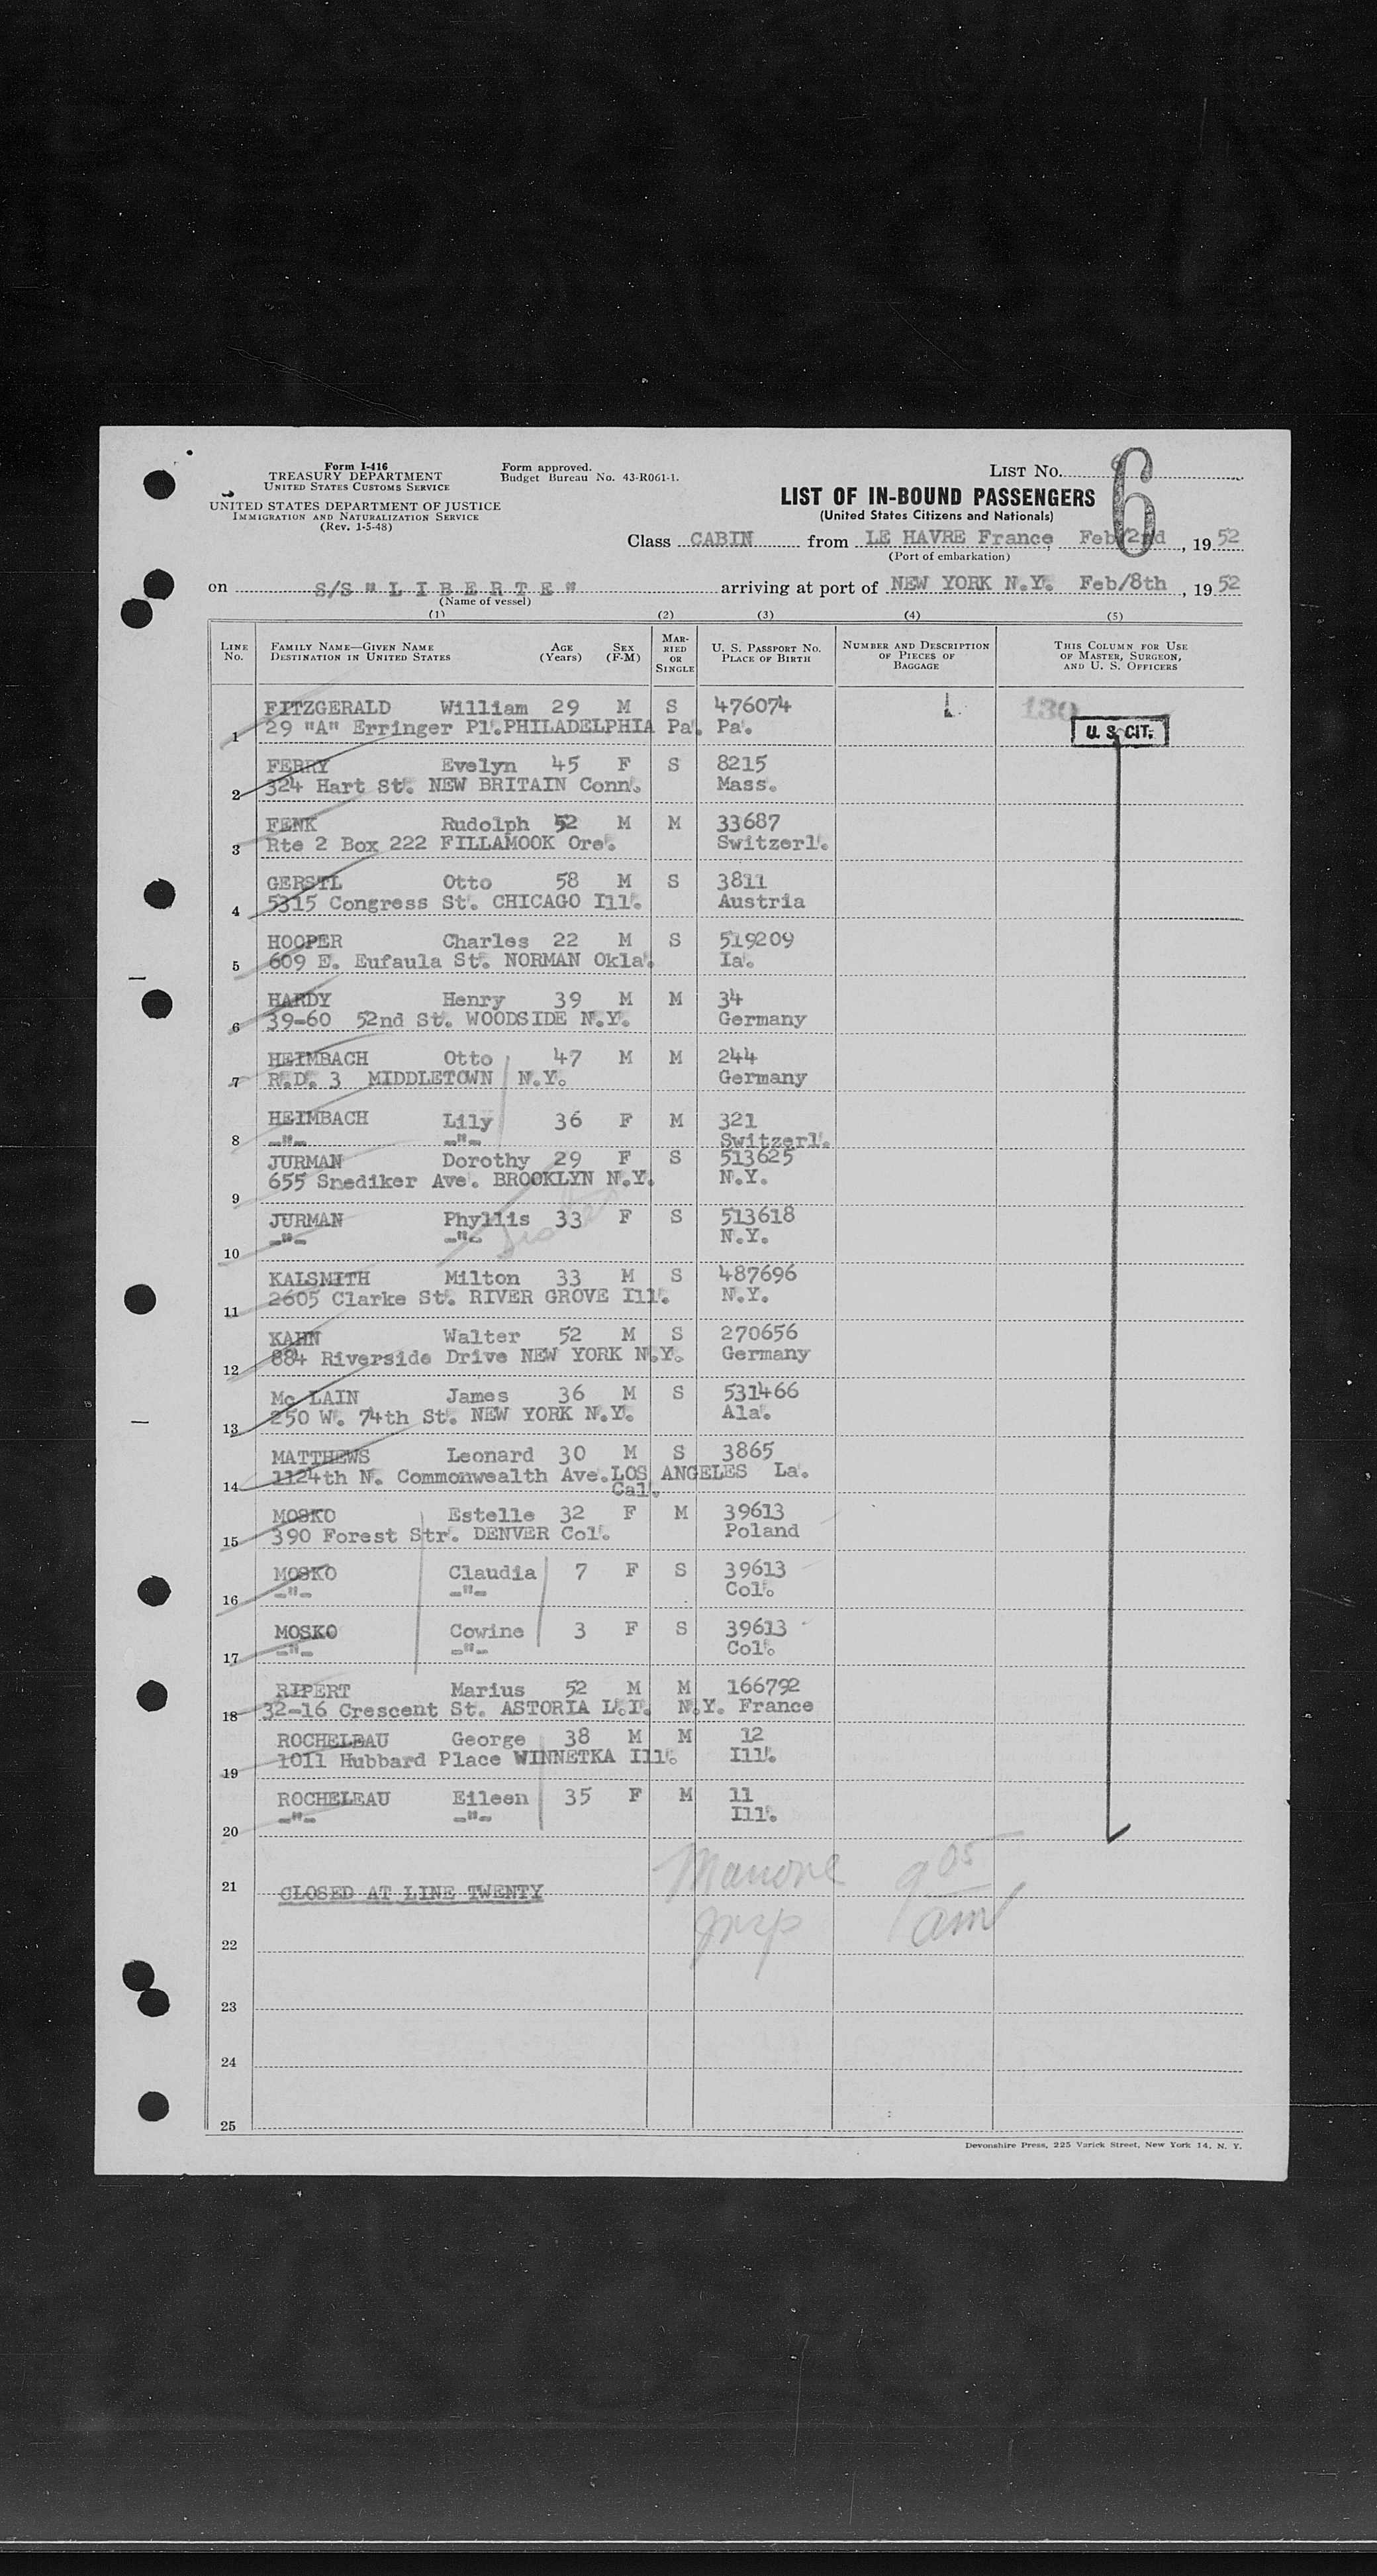 Form I-416
TREASURY DEPARTMENT
UNITED STATES CUSTOMS SERVICE
UNITED STATES DEPARTMENT OF JUSTICE
IMMIGRATION AND NATURALIZATION SERVICE
(Rev. 1-5-48)
Form approved.
Budget Bureau No. 43-R061-1.
LIST NO. 6
LIST OF IN-BOUND PASSENGERS
(United States Citizens and Nationals)
Class CABIN from LE HAVRE France Feb/2nd, 1952
(Port of embarkation)
on S/S "LIBERTE" arriving at port of NEW YORK N.Y. Feb/8th, 1952
(Name of vessel)
(1) (2) (3) (4) (5)
LINE NO. FAMILY NAME—GIVEN NAME DESTINATION IN UNITED STATES AGE (Years) SEX (F-M) MARRIED OR SINGLE U. S. PASSPORT NO. PLACE OF BIRTH NUMBER AND DESCRIPTION OF PIECES OF BAGGAGE THIS COLUMN FOR USE OF MASTER, SURGEON, AND U. S. OFFICERS
FITZGERALD William 29 M S 476074 130
1 29 "A" Erringer Pl. PHILADELPHIA Pa. Pa. U. S. CIT.
FERRY Evelyn 45 F S 8215
2 324 Hart St. NEW BRITAIN Conn. Mass.
FENK Rudolph 52 M M 33687
3 Rte 2 Box 222 FILLAMOOK Ore. Switzerl.
GERSTL Otto 58 M S 3811
4 5315 Congress St. CHICAGO Ill. Austria
HOOPER Charles 22 M S 519209
5 609 E. Eufaula St. NORMAN Okla. Ia.
HARDY Henry 39 M M 34
6 39-60 52nd St. WOODSIDE N.Y. Germany
HEIMBACH Otto 47 M M 244
7 R.D. 3 MIDDLETOWN N.Y. Germany
HEIMBACH Lily 36 F M 321
8 -"- -"- Switzerl.
JURMAN Dorothy 29 F S 513625
9 655 Snediker Ave. BROOKLYN N.Y. N.Y.
JURMAN Phyllis 33 F S 513618
10 -"- -"- N.Y.
KALSMITH Milton 33 M S 487696
11 2605 Clarke St. RIVER GROVE Ill. N.Y.
KAHN Walter 52 M S 270656
12 884 Riverside Drive NEW YORK N.Y. Germany
Mc LAIN James 36 M S 531466
13 250 W. 74th St. NEW YORK N.Y. Ala.
MATTHEWS Leonard 30 M S 3865
14 1124th N. Commonwealth Ave. LOS ANGELES La.
Cal.
MOSKO Estelle 32 F M 39613
15 390 Forest Str. DENVER Col. Poland
MOSKO Claudia 7 F S 39613
16 -"- -"- Col.
MOSKO Cowine 3 F S 39613
17 -"- -"- Col.
RIPERT Marius 52 M M 166792
18 32-16 Crescent St. ASTORIA L.I. N.Y. France
ROCHELEAU George 38 M M 12
19 1011 Hubbard Place WINNETKA Ill. Ill.
ROCHELEAU Eileen 35 F M 11
20 -"- -"- Ill.
21 CLOSED AT LINE TWENTY
905
am
22
23
24
25
Devonshire Press, 225 Varick Street, New York 14, N. Y.